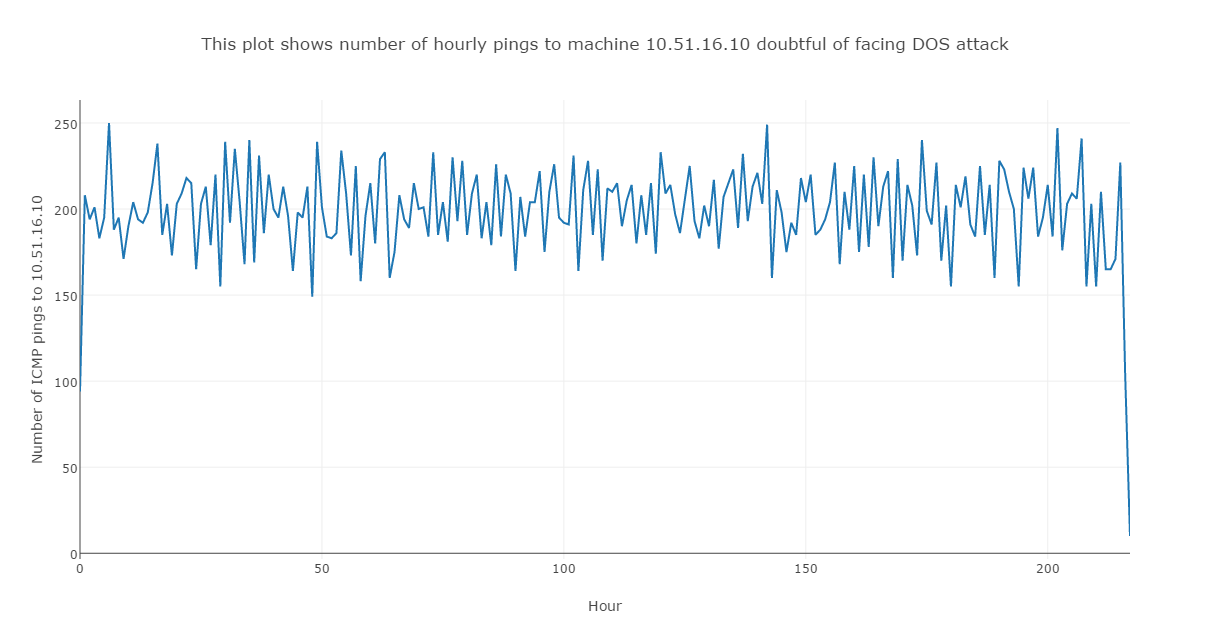 This plot shows number of hourly pings to machine 10.51.16.10 doubtful of facing DOS attack
Number of ICMP pings to 10.51.16.10
250
200
150
100
50
0
0 50 100 150 200
Hour